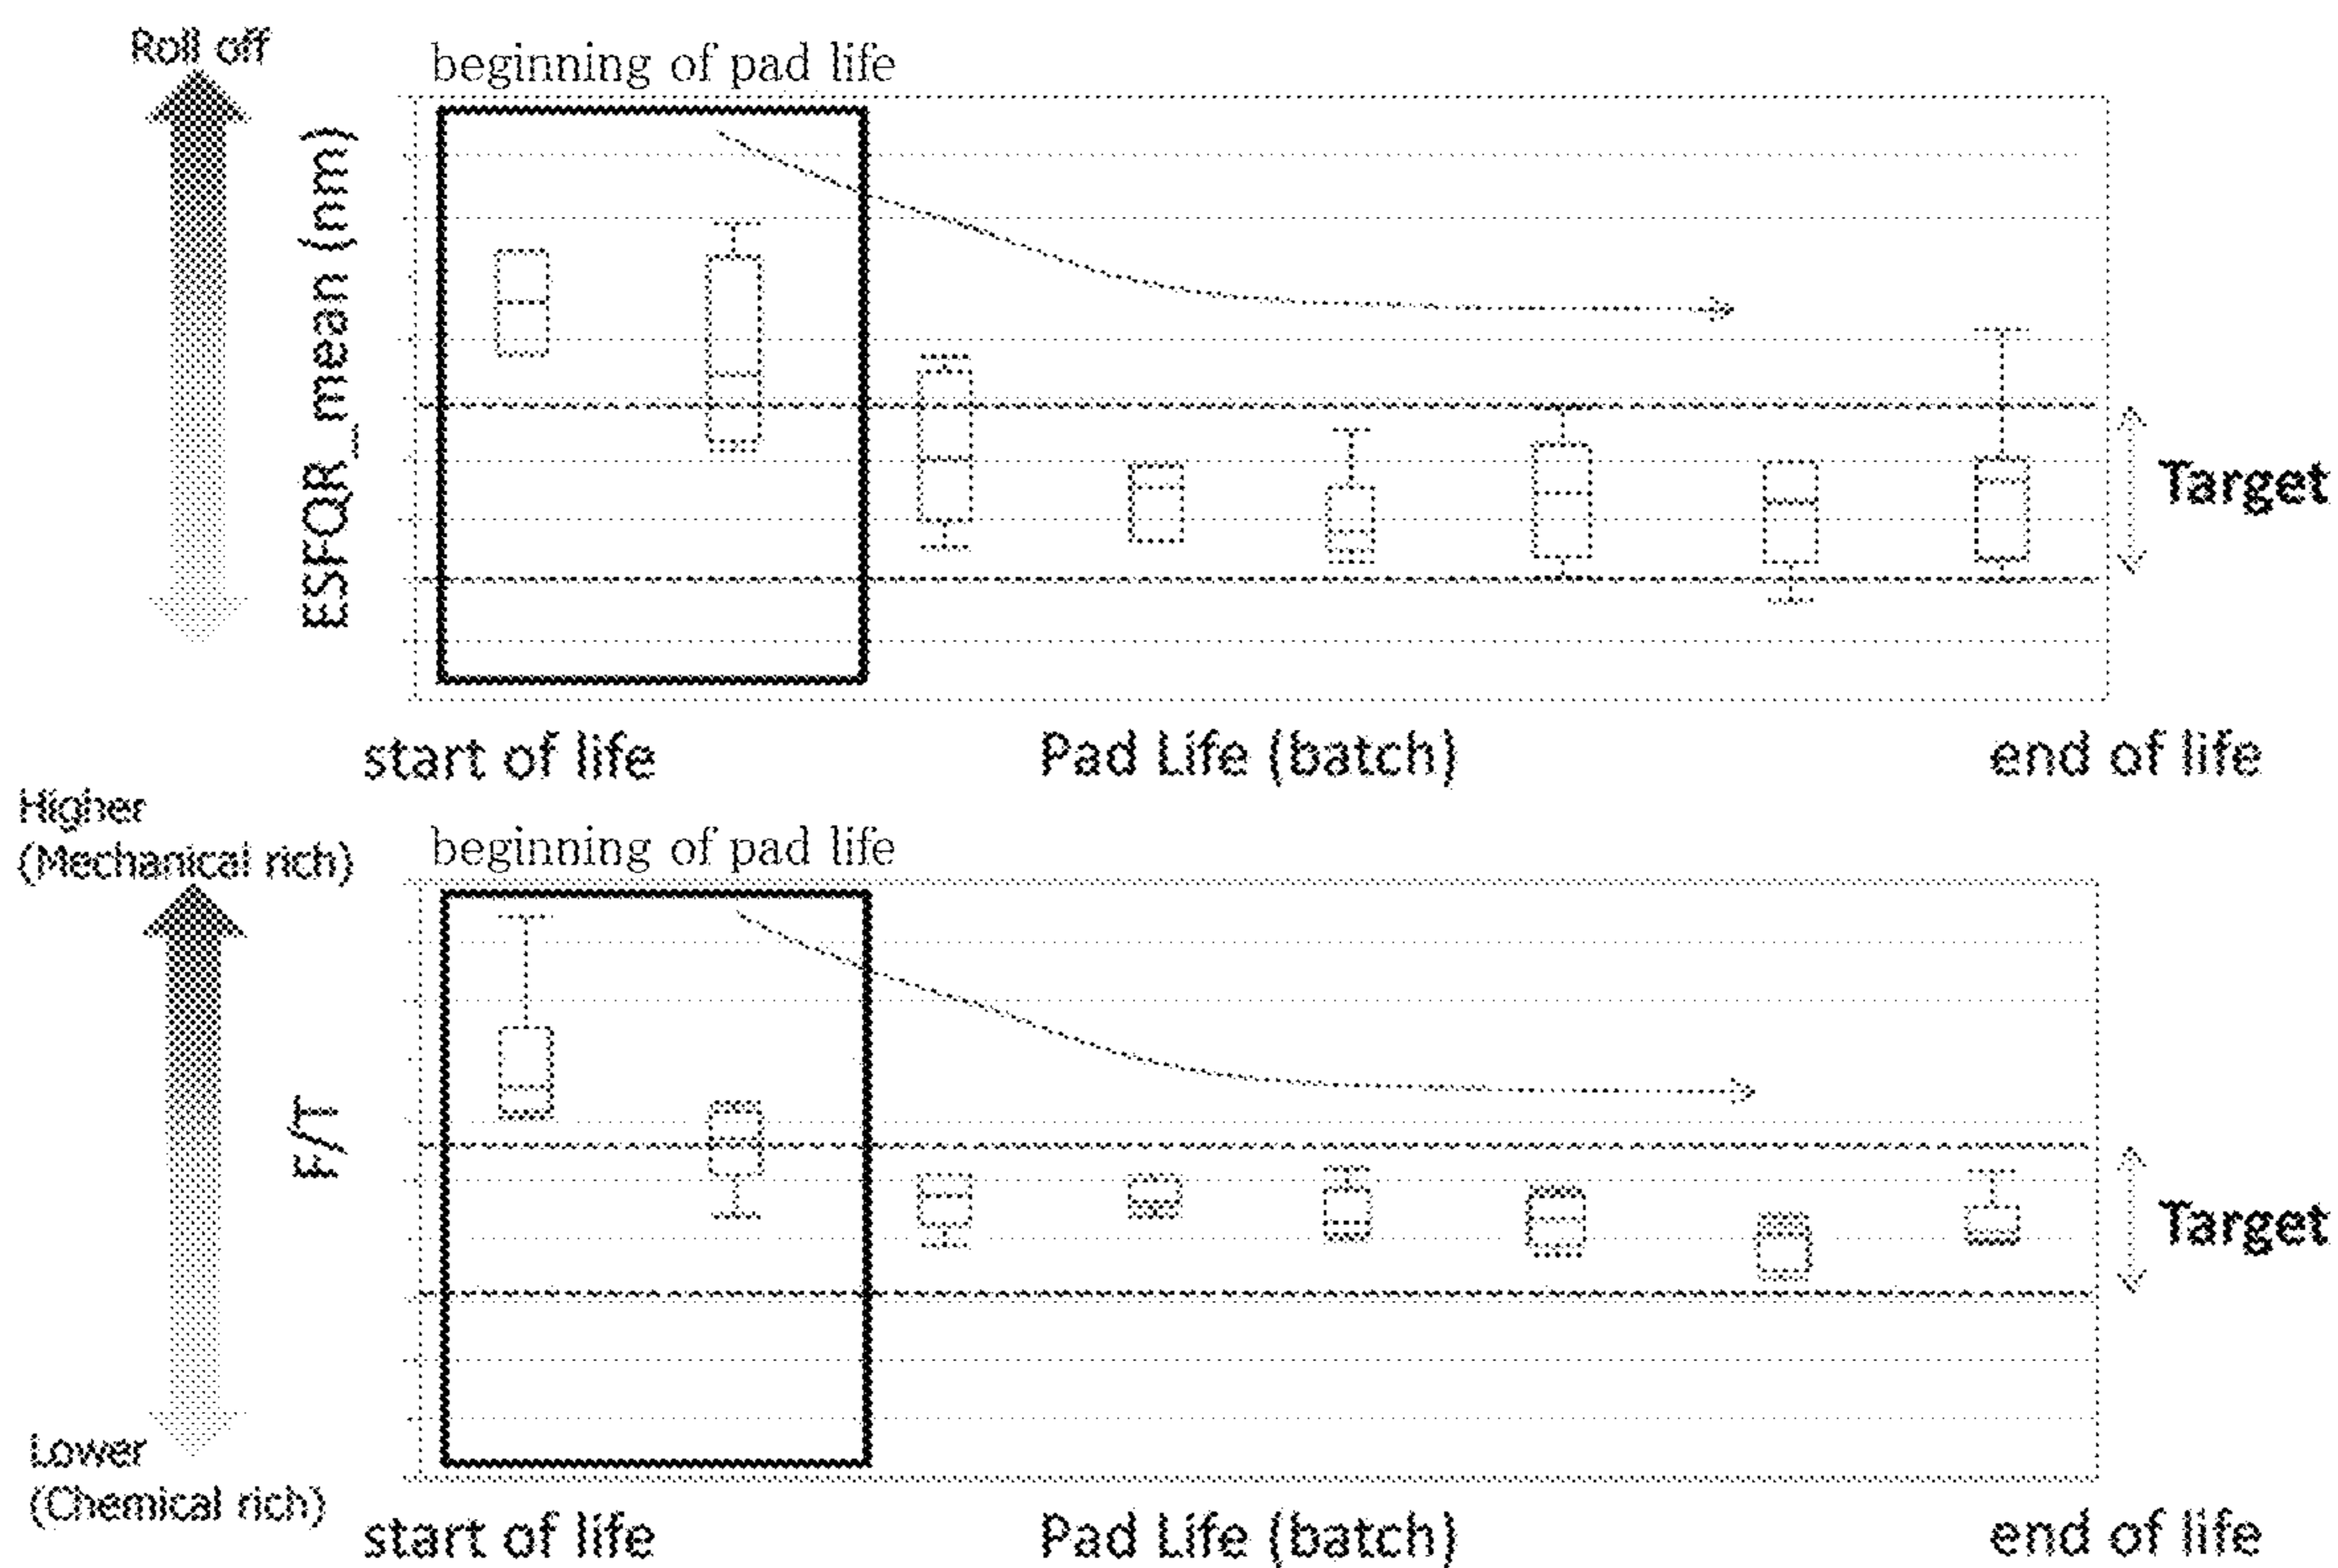 Roll off
beginning of pad life
ESFQR_mean (nm)
Target
start of life
Pad Life (batch)
end of life
Higher
(Mechanical rich)
beginning of pad life
F/T
Target
Lower
(Chemical rich)
start of life
Pad Life (batch)
end of life